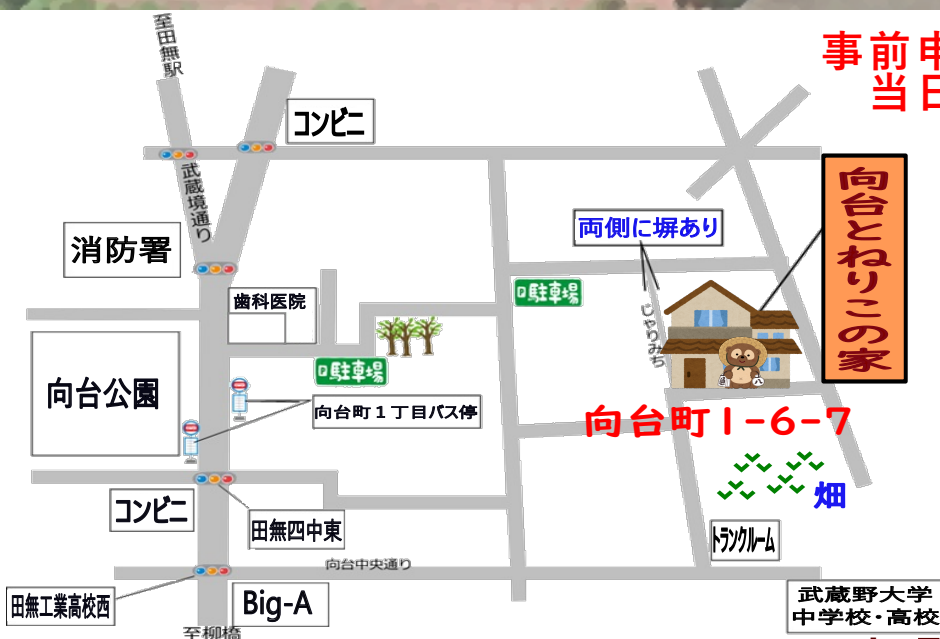 至田無駅
事前申
当日
コンビニ
武蔵境通り
向台とねりこの家
両側に塀あり
消防署
歯科医院
P駐車場
じゃりみち
向台公園
P駐車場
向台町1丁目バス停
向台町1-6-7
コンビニ
田無四中東
畑
トランクルーム
向台中央通り
田無工業高校西
Big-A
武蔵野大学
中学校・高校
至柳橋